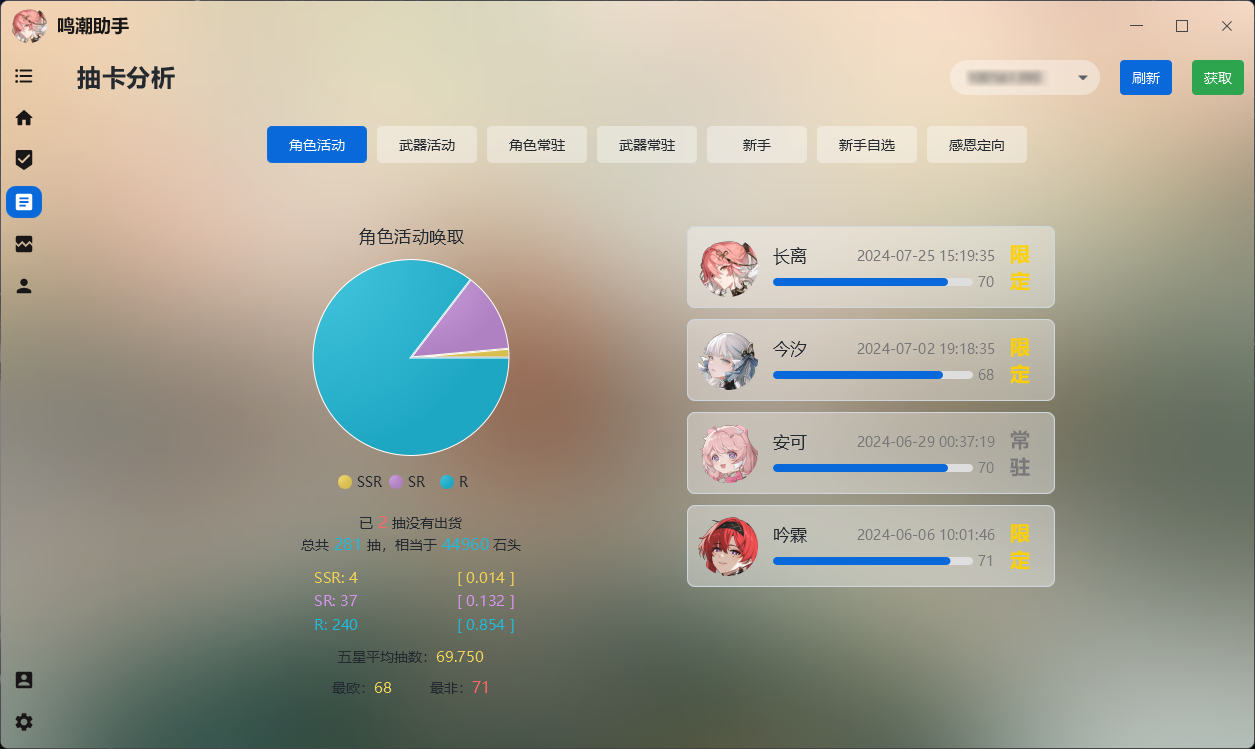 鸣潮助手
抽卡分析
刷新
获取
角色活动
武器活动
角色常驻
武器常驻
新手
新手自选
感恩定向
角色活动唤取
SSR SR R
已 2 抽没有出货
总共 281 抽，相当于 44960 石头
SSR: 4 [ 0.014 ]
SR: 37 [ 0.132 ]
R: 240 [ 0.854 ]
五星平均抽数：69.750
最欧：68 最非：71
长离 2024-07-25 15:19:35
70
限定
今汐 2024-07-02 19:18:35
68
限定
安可 2024-06-29 00:37:19
70
常驻
吟霖 2024-06-06 10:01:46
71
限定